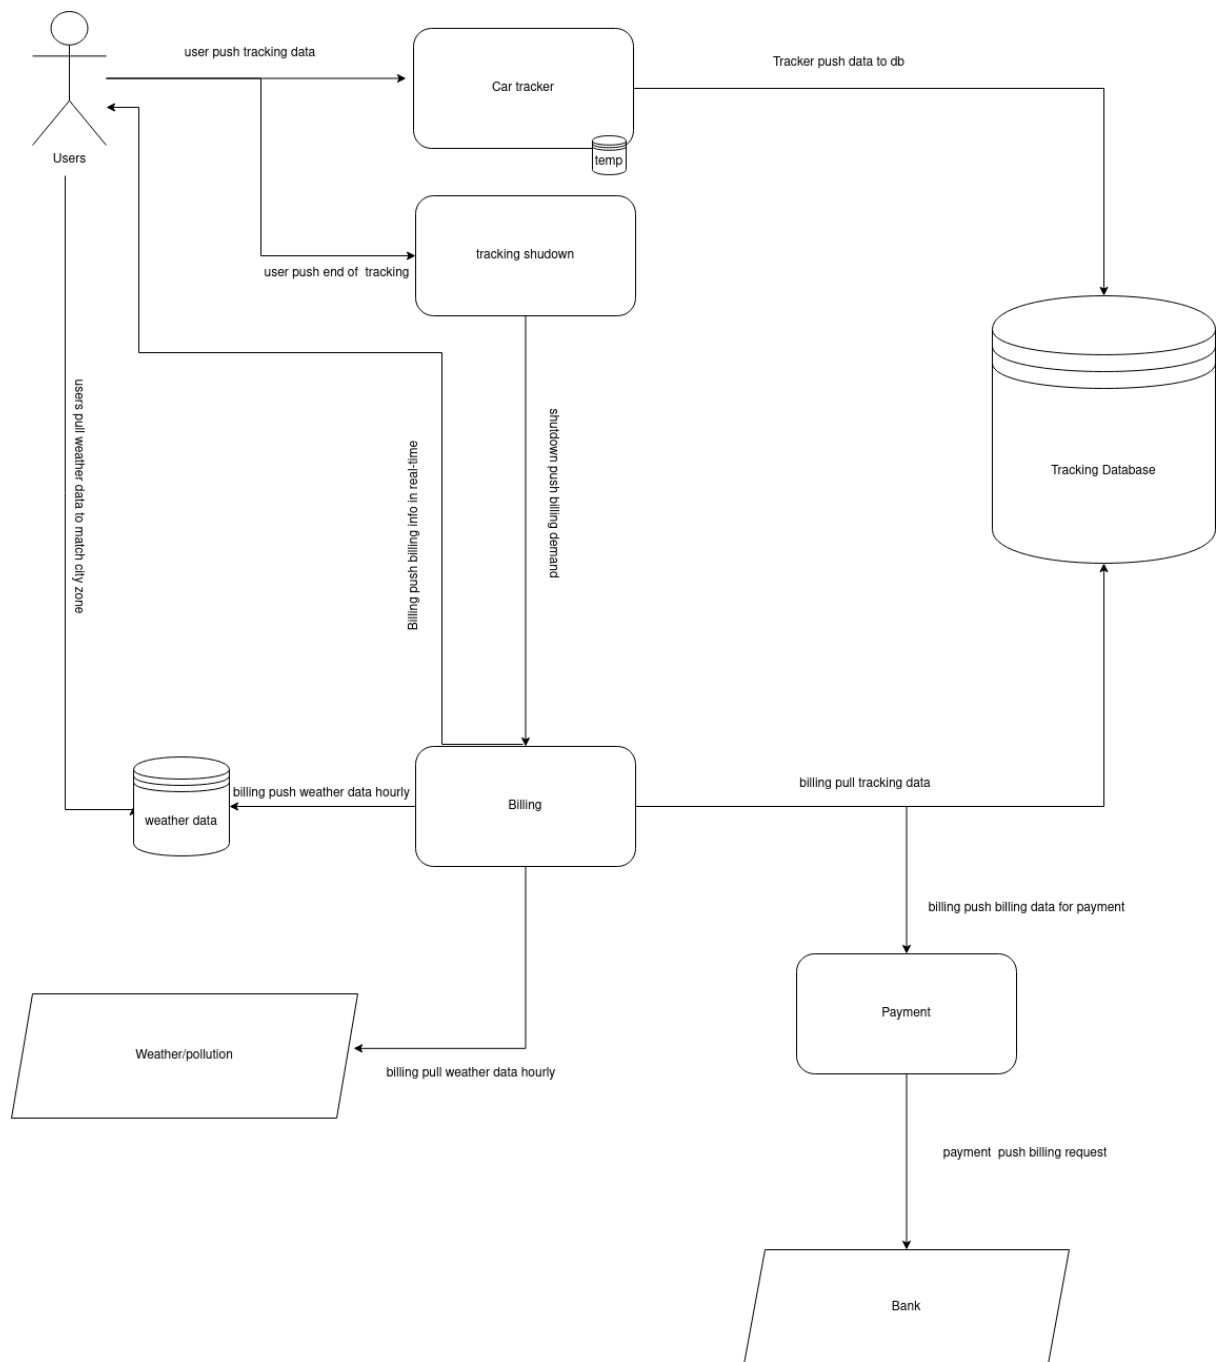 user push tracking data
Tracker push data to db
Car tracker
Users
temp
tracking shudown
user push end of  tracking
users pull weather data to match city zone
Billing push billing info in real-time
shutdown push billing demand
Tracking Database
billing push weather data hourly
weather data
Billing
billing pull tracking data
billing push billing data for payment
Payment
Weather/pollution
billing pull weather data hourly
payment  push billing request
Bank